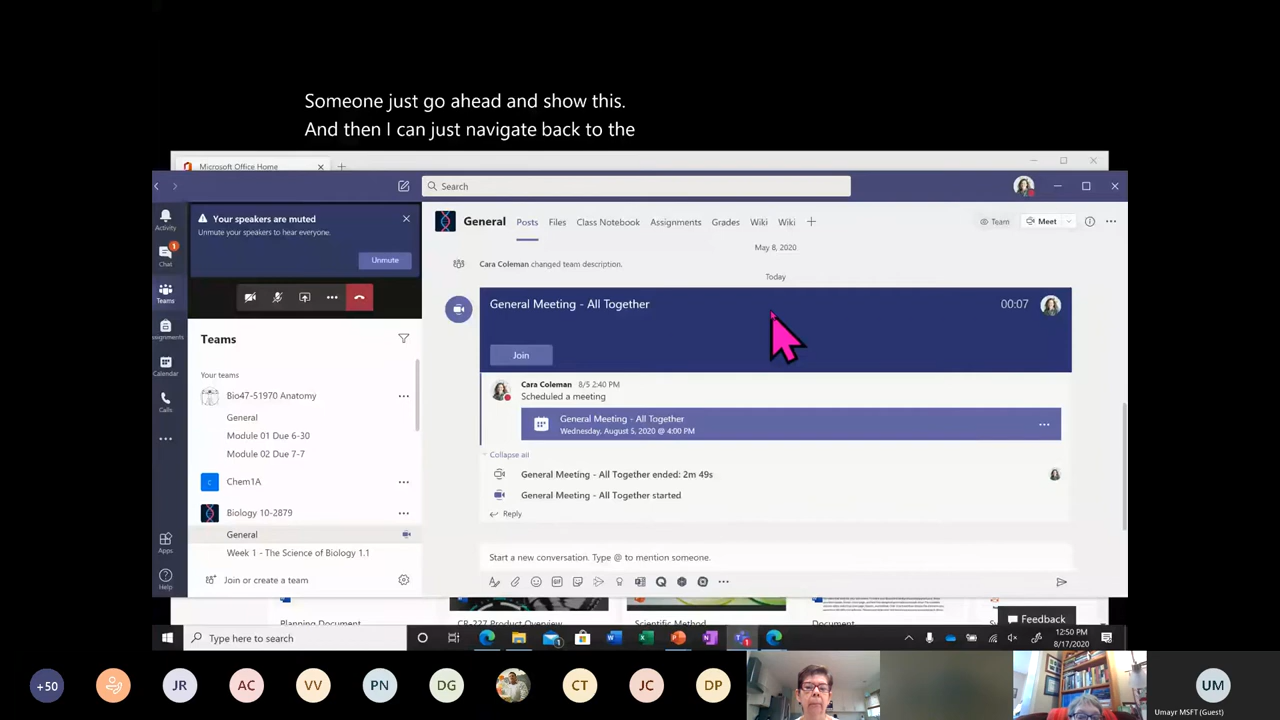 Someone just go ahead and show this.
And then I can just navigate back to the
Microsoft Office Home
Search
Your speakers are muted
Unmute your speakers to hear everyone.
Unmute
Activity
Chat
1
Teams
Assignments
Calendar
Calls
Apps
Help
Teams
Your teams
Bio47-51970 Anatomy
General
Module 01 Due 6-30
Module 02 Due 7-7
C
Chem1A
Biology 10-2879
General
Week 1 - The Science of Biology 1.1
Join or create a team
General Posts Files Class Notebook Assignments Grades Wiki Wiki
Team Meet
May 8, 2020
Cara Coleman changed team description.
Today
General Meeting - All Together 00:07
Join
Cara Coleman 8/5 2:40 PM
Scheduled a meeting
General Meeting - All Together
Wednesday, August 5, 2020 @ 4:00 PM
Collapse all
General Meeting - All Together ended: 2m 49s
General Meeting - All Together started
Reply
Start a new conversation. Type @ to mention someone.
Planning Document CR-227 Product Overview Scientific Method Document
Feedback
Type here to search
12:50 PM
8/17/2020
+50 JR AC VV PN DG CT JC DP UM
Umayr MSFT (Guest)